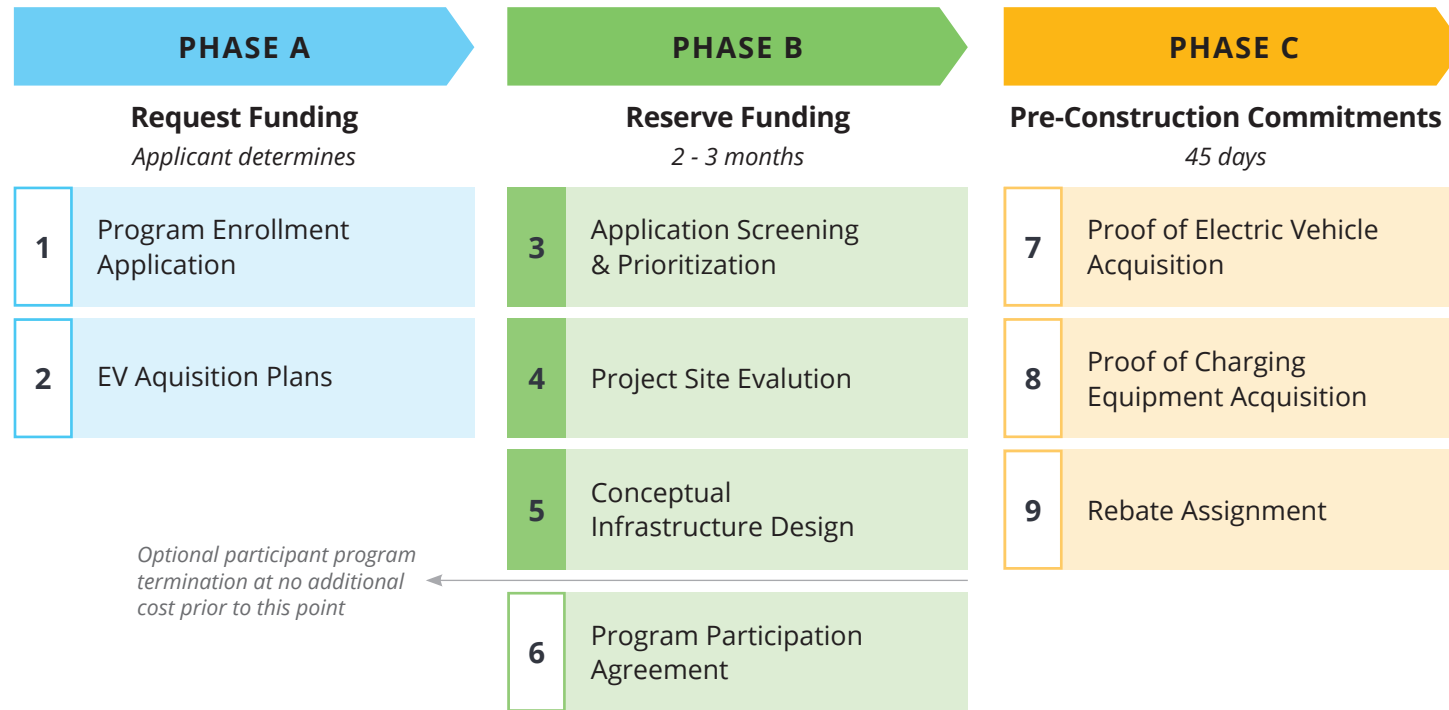 PHASE A
Request Funding
Applicant determines
1
Program Enrollment
Application
2
EV Aquisition Plans
Optional participant program
termination at no additional
cost prior to this point
PHASE B
Reserve Funding
2 - 3 months
3
Application Screening
& Prioritization
4
Project Site Evalution
5
Conceptual
Infrastructure Design
6
Program Participation
Agreement
PHASE C
Pre-Construction Commitments
45 days
7
Proof of Electric Vehicle
Acquisition
8
Proof of Charging
Equipment Acquisition
9
Rebate Assignment